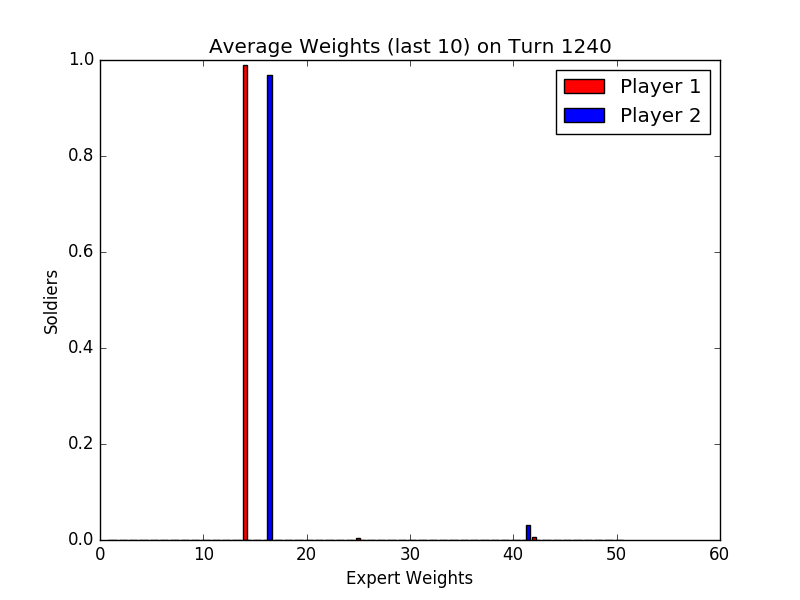 Average Weights (last 10) on Turn 1240
1.0
Player 1
Player 2
0.8
0.6
Soldiers
0.4
0.2
0.0
0 10 20 30 40 50 60
Expert Weights